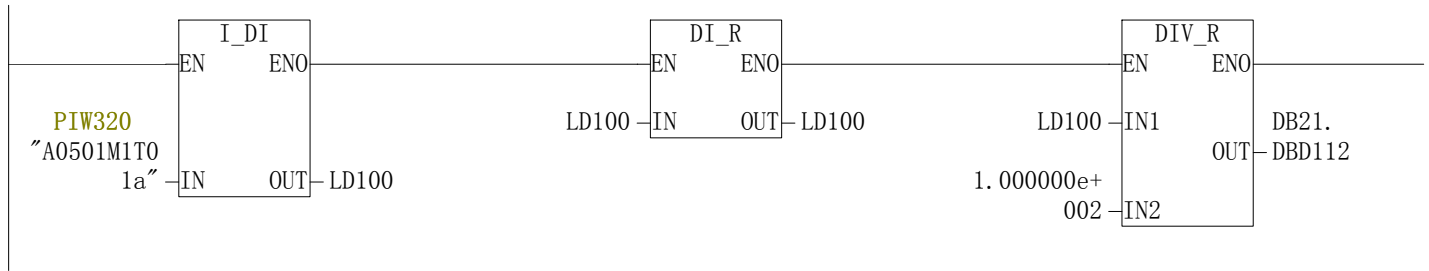 I_DI
EN ENO
PIW320
"A0501M1T0
1a" IN OUT LD100
DI_R
EN ENO
LD100 IN OUT LD100
DIV_R
EN ENO
LD100 IN1 DB21.
OUT DBD112
1.000000e+
002 IN2